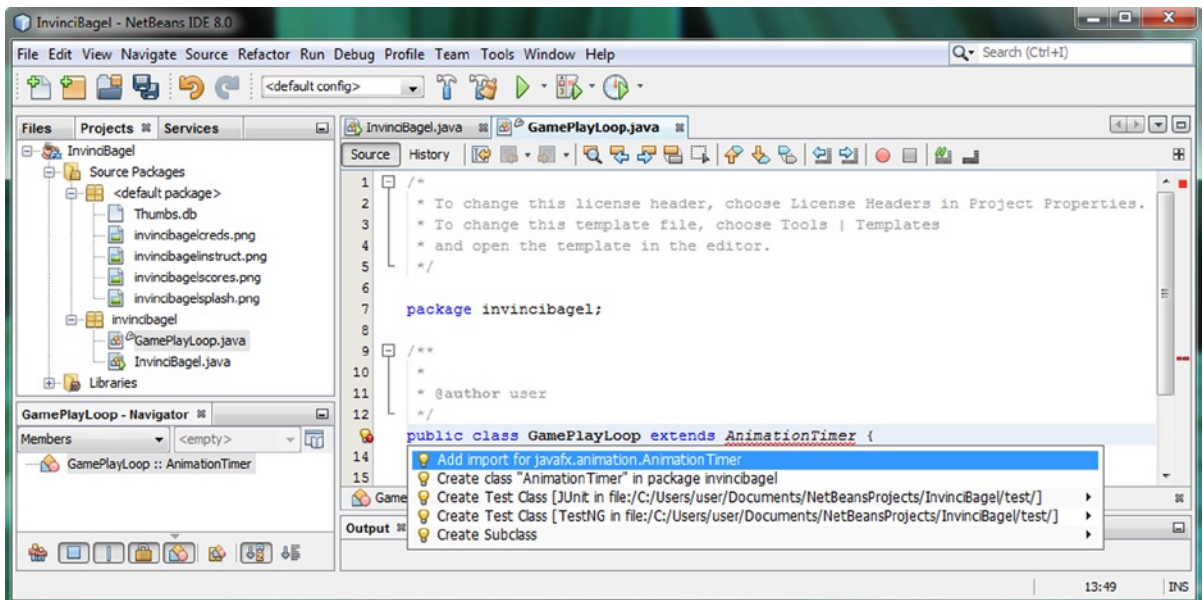 InvinciBagel - NetBeans IDE 8.0
File Edit View Navigate Source Refactor Run Debug Profile Team Tools Window Help
Search (Ctrl+I)
<default config>
Files Projects Services
InvinciBagel
Source Packages
<default package>
Thumbs.db
invincibagelcreds.png
invincibagelinstruct.png
invincibagelscores.png
invincibagelsplash.png
invincibagel
GamePlayLoop.java
InvinciBagel.java
Libraries
GamePlayLoop - Navigator
Members <empty>
GamePlayLoop :: AnimationTimer
InvinciBagel.java GamePlayLoop.java
Source History
1 /*
2 * To change this license header, choose License Headers in Project Properties.
3 * To change this template file, choose Tools | Templates
4 * and open the template in the editor.
5 */
6
7 package invincibagel;
8
9 /**
10 *
11 * @author user
12 */
public class GamePlayLoop extends AnimationTimer {
14
15
Add import for javafx.animation.AnimationTimer
Create class "AnimationTimer" in package invincibagel
Create Test Class [JUnit in file:/C:/Users/user/Documents/NetBeansProjects/InvinciBagel/test/]
Create Test Class [TestNG in file:/C:/Users/user/Documents/NetBeansProjects/InvinciBagel/test/]
Create Subclass
Game
Output
13:49 INS